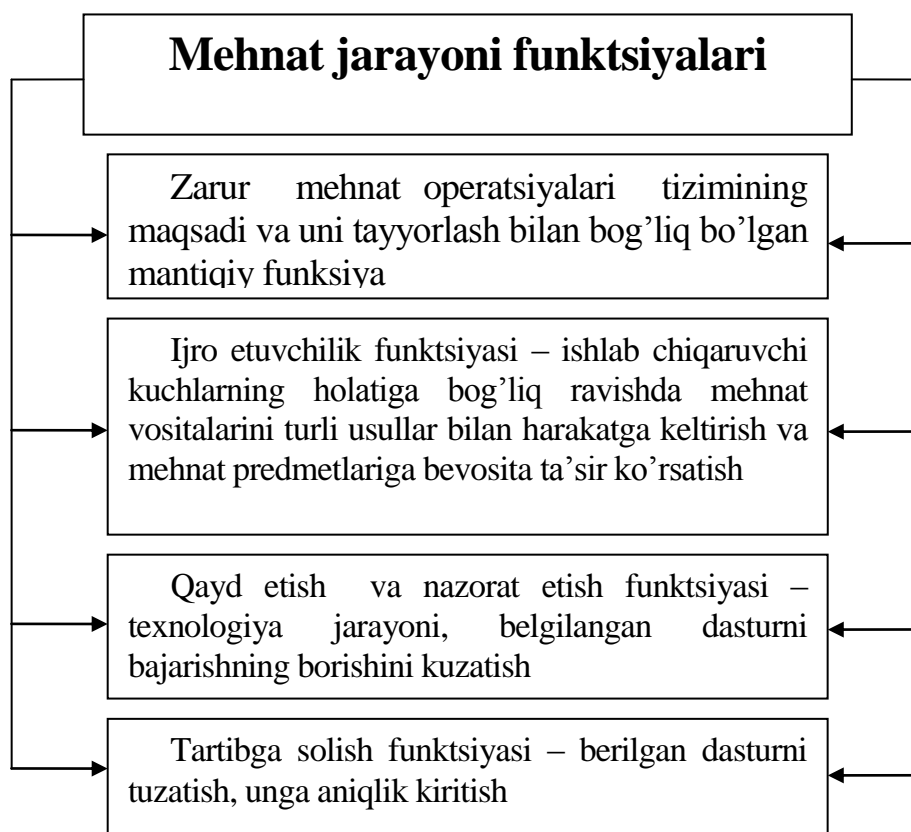 Mehnat jarayoni funktsiyalari
Zarur mehnat operatsiyalari tizimining
maqsadi va uni tayyorlash bilan bog’liq bo’lgan
mantiqiy funksiya
Ijro etuvchilik funktsiyasi – ishlab chiqaruvchi
kuchlarning holatiga bog’liq ravishda mehnat
vositalarini turli usullar bilan harakatga keltirish va
mehnat predmetlariga bevosita ta’sir ko’rsatish
Qayd etish va nazorat etish funktsiyasi –
texnologiya jarayoni, belgilangan dasturni
bajarishning borishini kuzatish
Tartibga solish funktsiyasi – berilgan dasturni
tuzatish, unga aniqlik kiritish